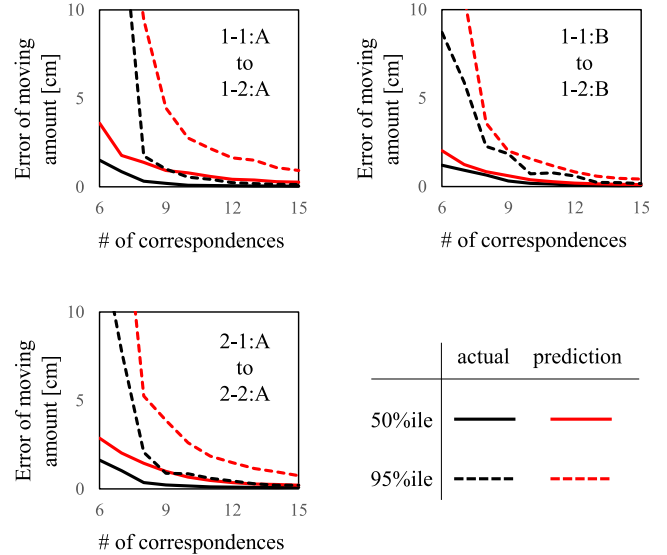 Error of moving
amount [cm]
10
5
0
6
9
12
15
1-1:A
to
1-2:A
# of correspondences
Error of moving
amount [cm]
10
5
0
6
9
12
15
1-1:B
to
1-2:B
# of correspondences
Error of moving
amount [cm]
10
5
0
6
9
12
15
2-1:A
to
2-2:A
# of correspondences
actual prediction
50%ile
95%ile